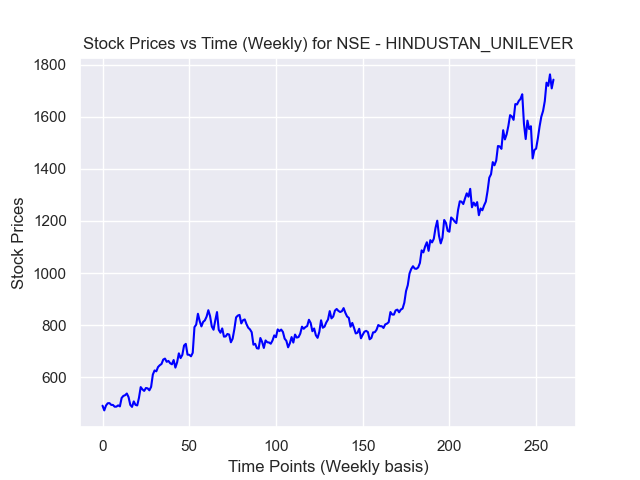 Stock Prices vs Time (Weekly) for NSE - HINDUSTAN_UNILEVER
1800
1600
1400
1200
1000
800
600
Stock Prices
0 50 100 150 200 250
Time Points (Weekly basis)